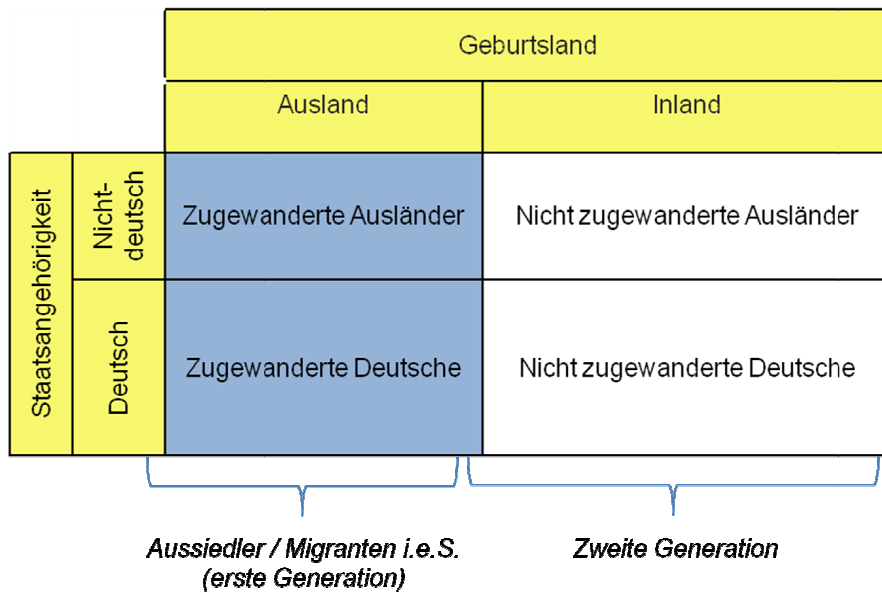 Geburtsland
Ausland
Inland
Staatsangehörigkeit
Nicht-
deutsch
Zugewanderte Ausländer
Nicht zugewanderte Ausländer
Deutsch
Zugewanderte Deutsche
Nicht zugewanderte Deutsche
Aussiedler / Migranten i.e.S.
(erste Generation)
Zweite Generation